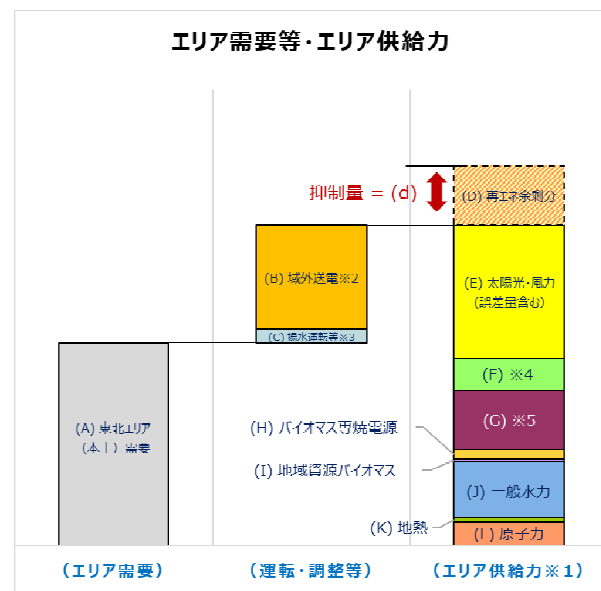 エリア需要等・エリア供給力
抑制量 = (d)
(D) 再エネ余剰分
(B) 域外送電※2
(E) 太陽光・風力
(誤差量含む)
(C) 揚水運転等※3
(F) ※4
(A) 東北エリア
(本土) 需要
(G) ※5
(H) バイオマス専焼電源
(I) 地域資源バイオマス
(J) 一般水力
(K) 地熱
(L) 原子力
(エリア需要)
(運転・調整等)
(エリア供給力※1)